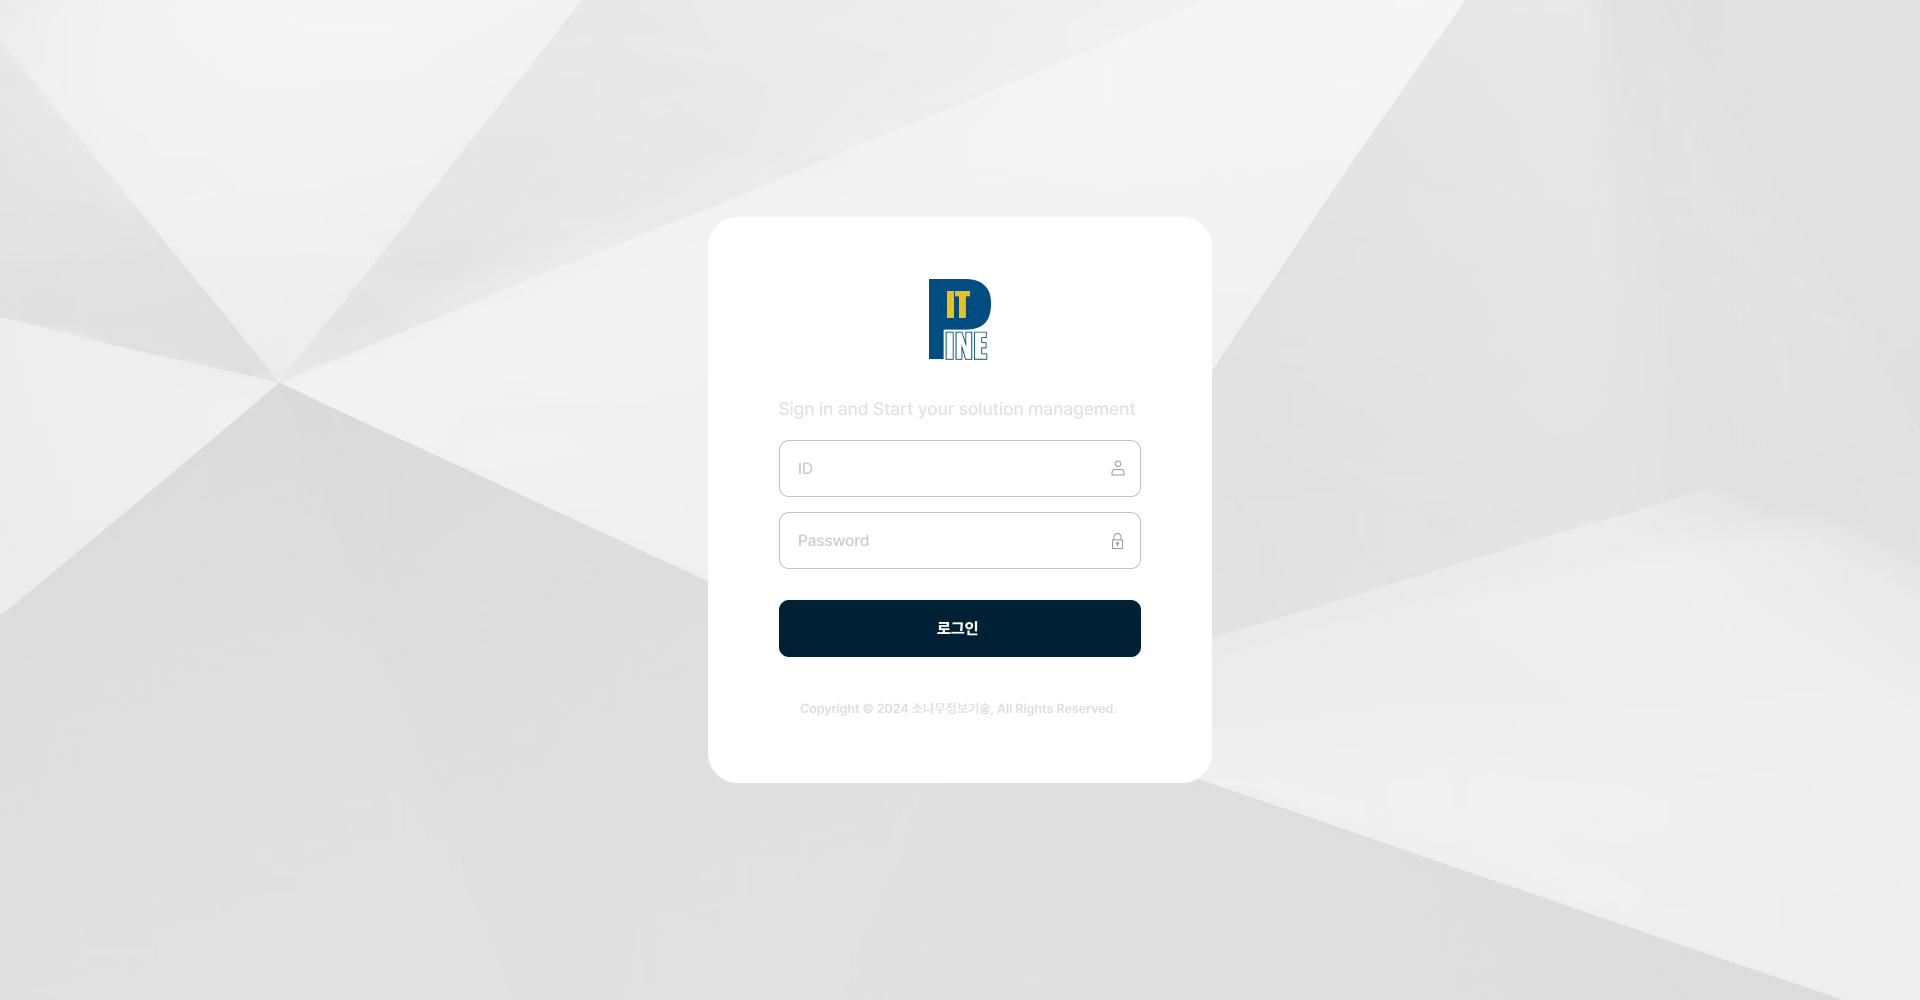 IT
PINE
Sign in and Start your solution management
ID
Password
로그인
Copyright © 2024 소나무정보기술, All Rights Reserved.